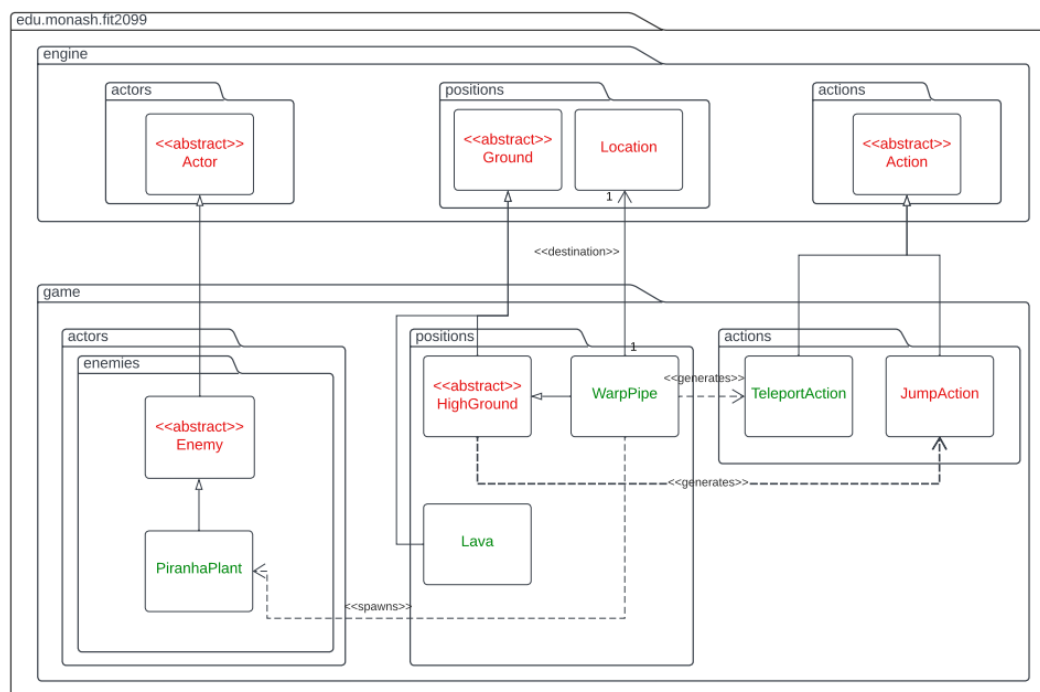 edu.monash.fit2099
engine
actors
positions
actions
<<abstract>>
Actor
<<abstract>>
Ground
Location
<<abstract>>
Action
1
<<destination>>
game
actors
positions
actions
enemies
1
<<abstract>>
HighGround
WarpPipe
<<generates>>
TeleportAction
JumpAction
<<abstract>>
Enemy
<<generates>>
Lava
PiranhaPlant
<<spawns>>